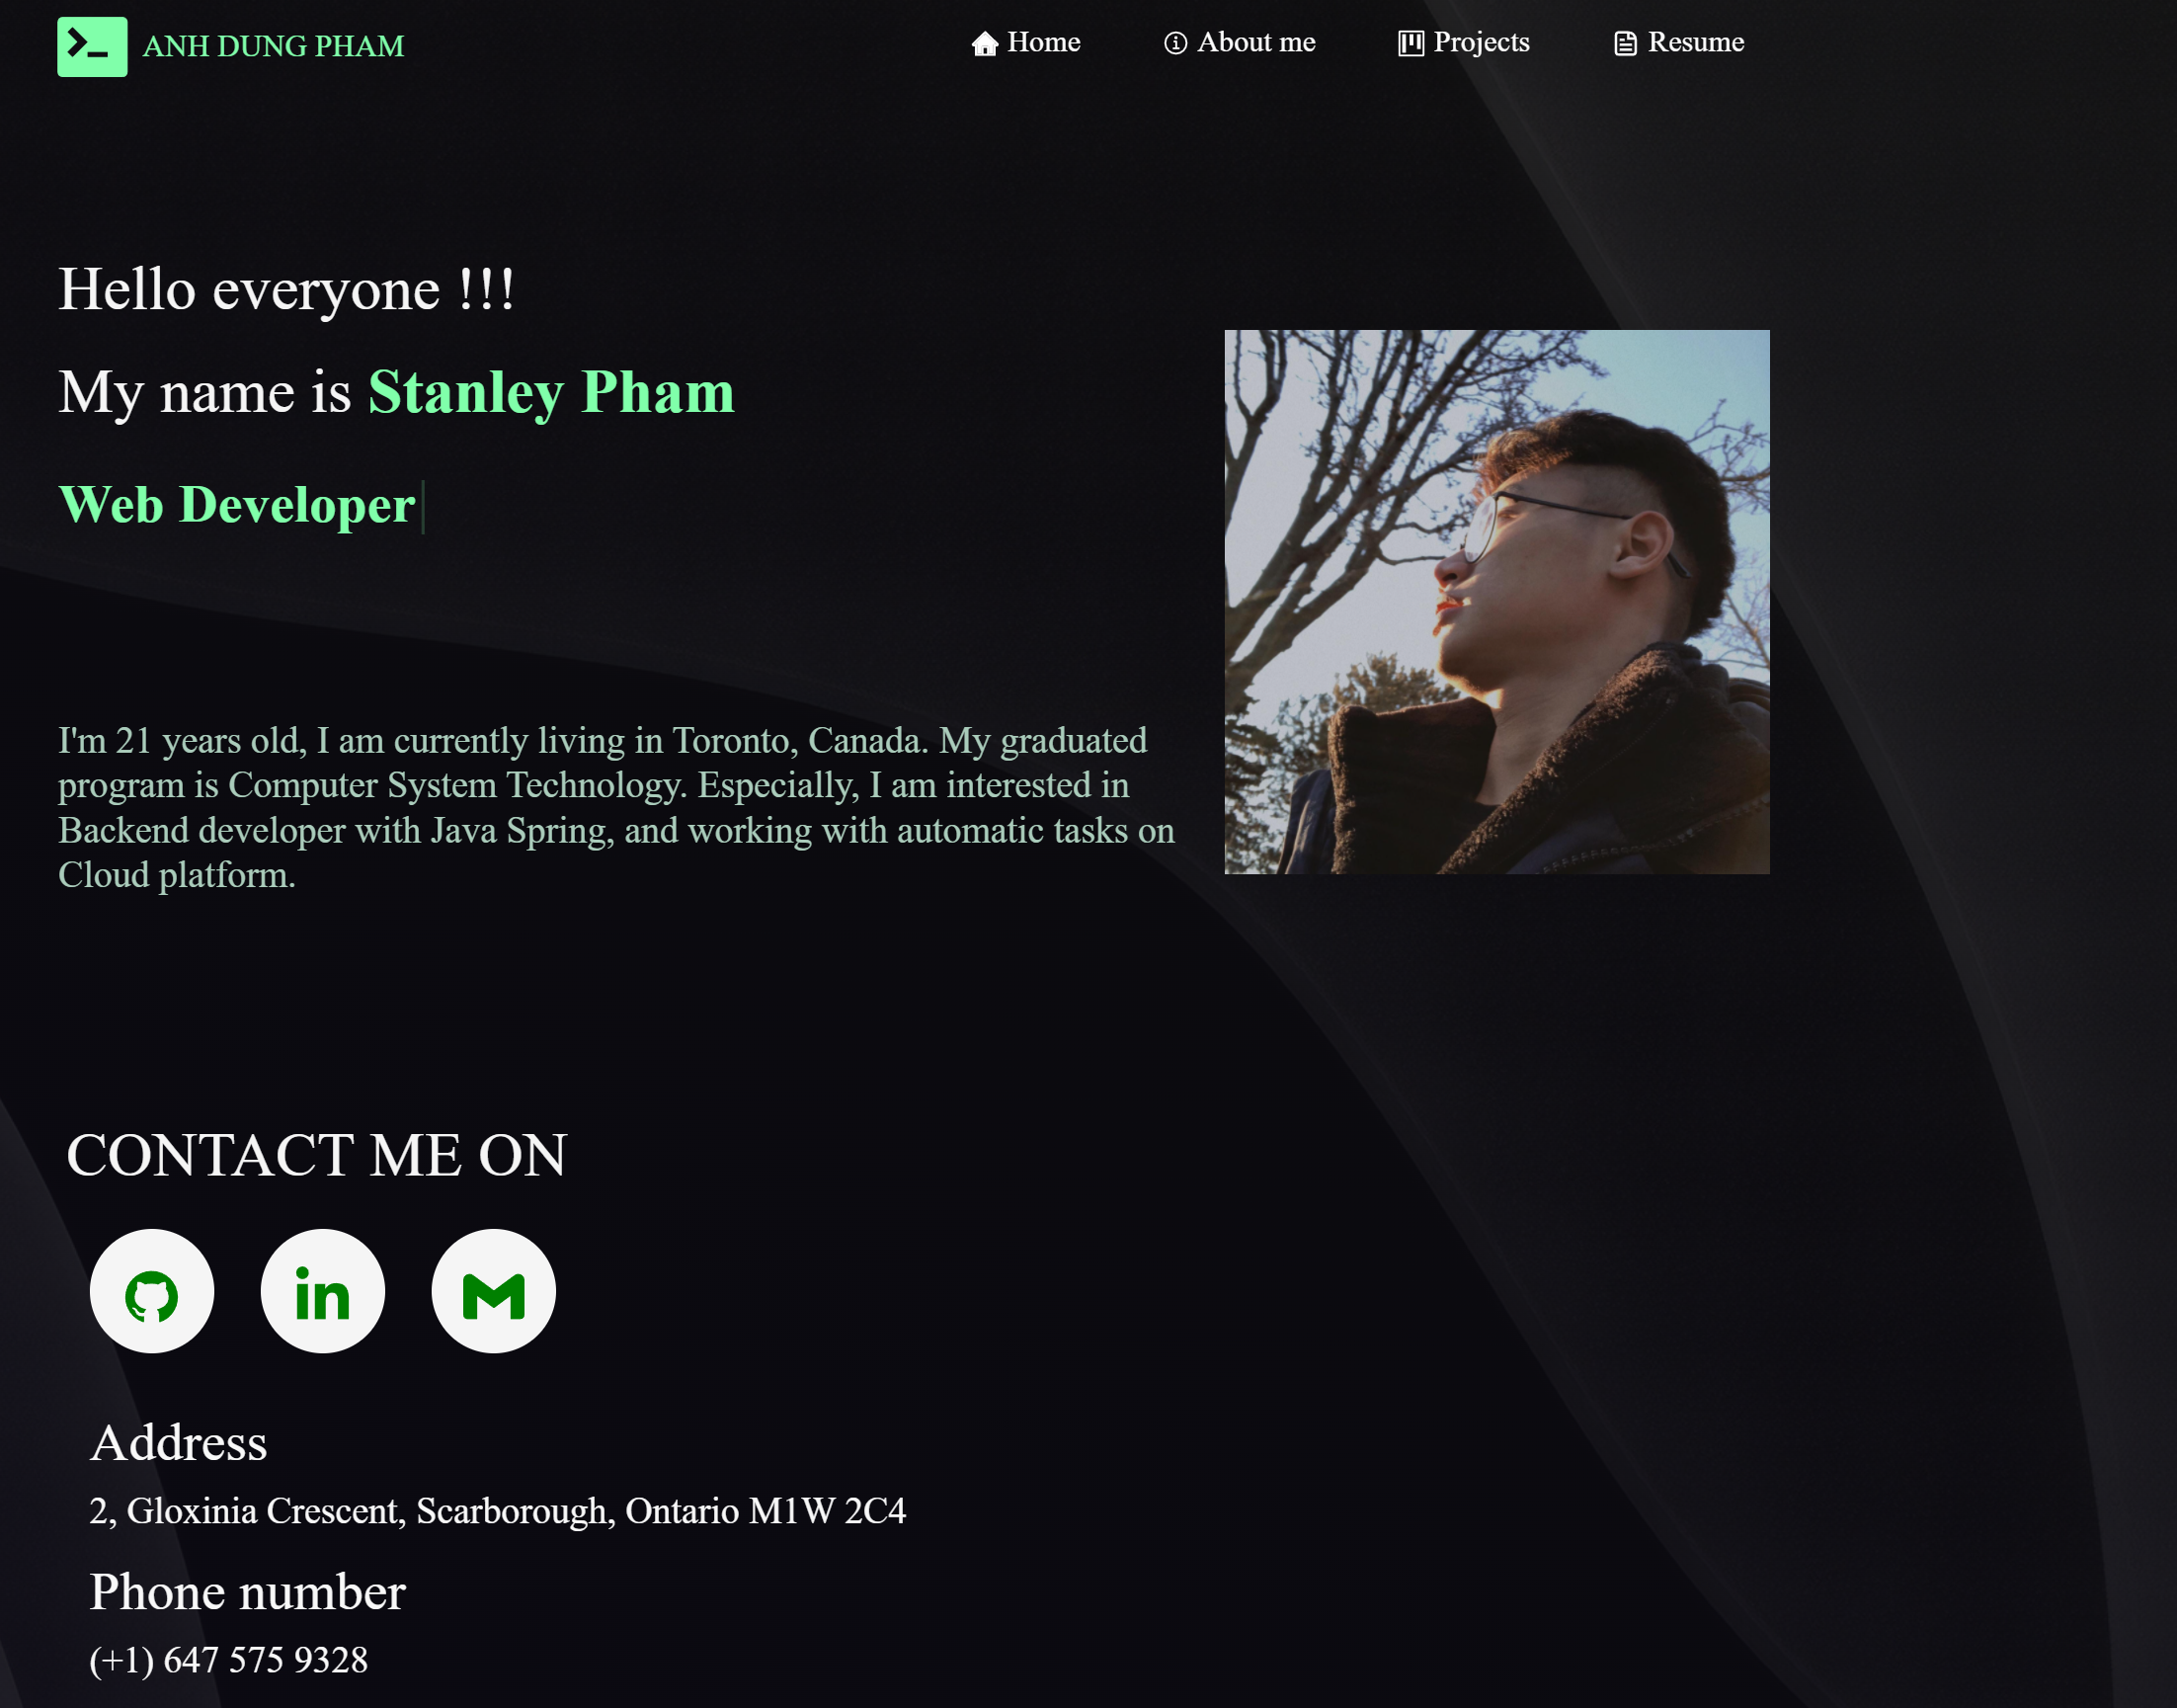 ANH DUNG PHAM
Home
About me
Projects
Resume
Hello everyone !!!
My name is Stanley Pham
Web Developer
I'm 21 years old, I am currently living in Toronto, Canada. My graduated
program is Computer System Technology. Especially, I am interested in
Backend developer with Java Spring, and working with automatic tasks on
Cloud platform.
CONTACT ME ON
in
Address
2, Gloxinia Crescent, Scarborough, Ontario M1W 2C4
Phone number
(+1) 647 575 9328